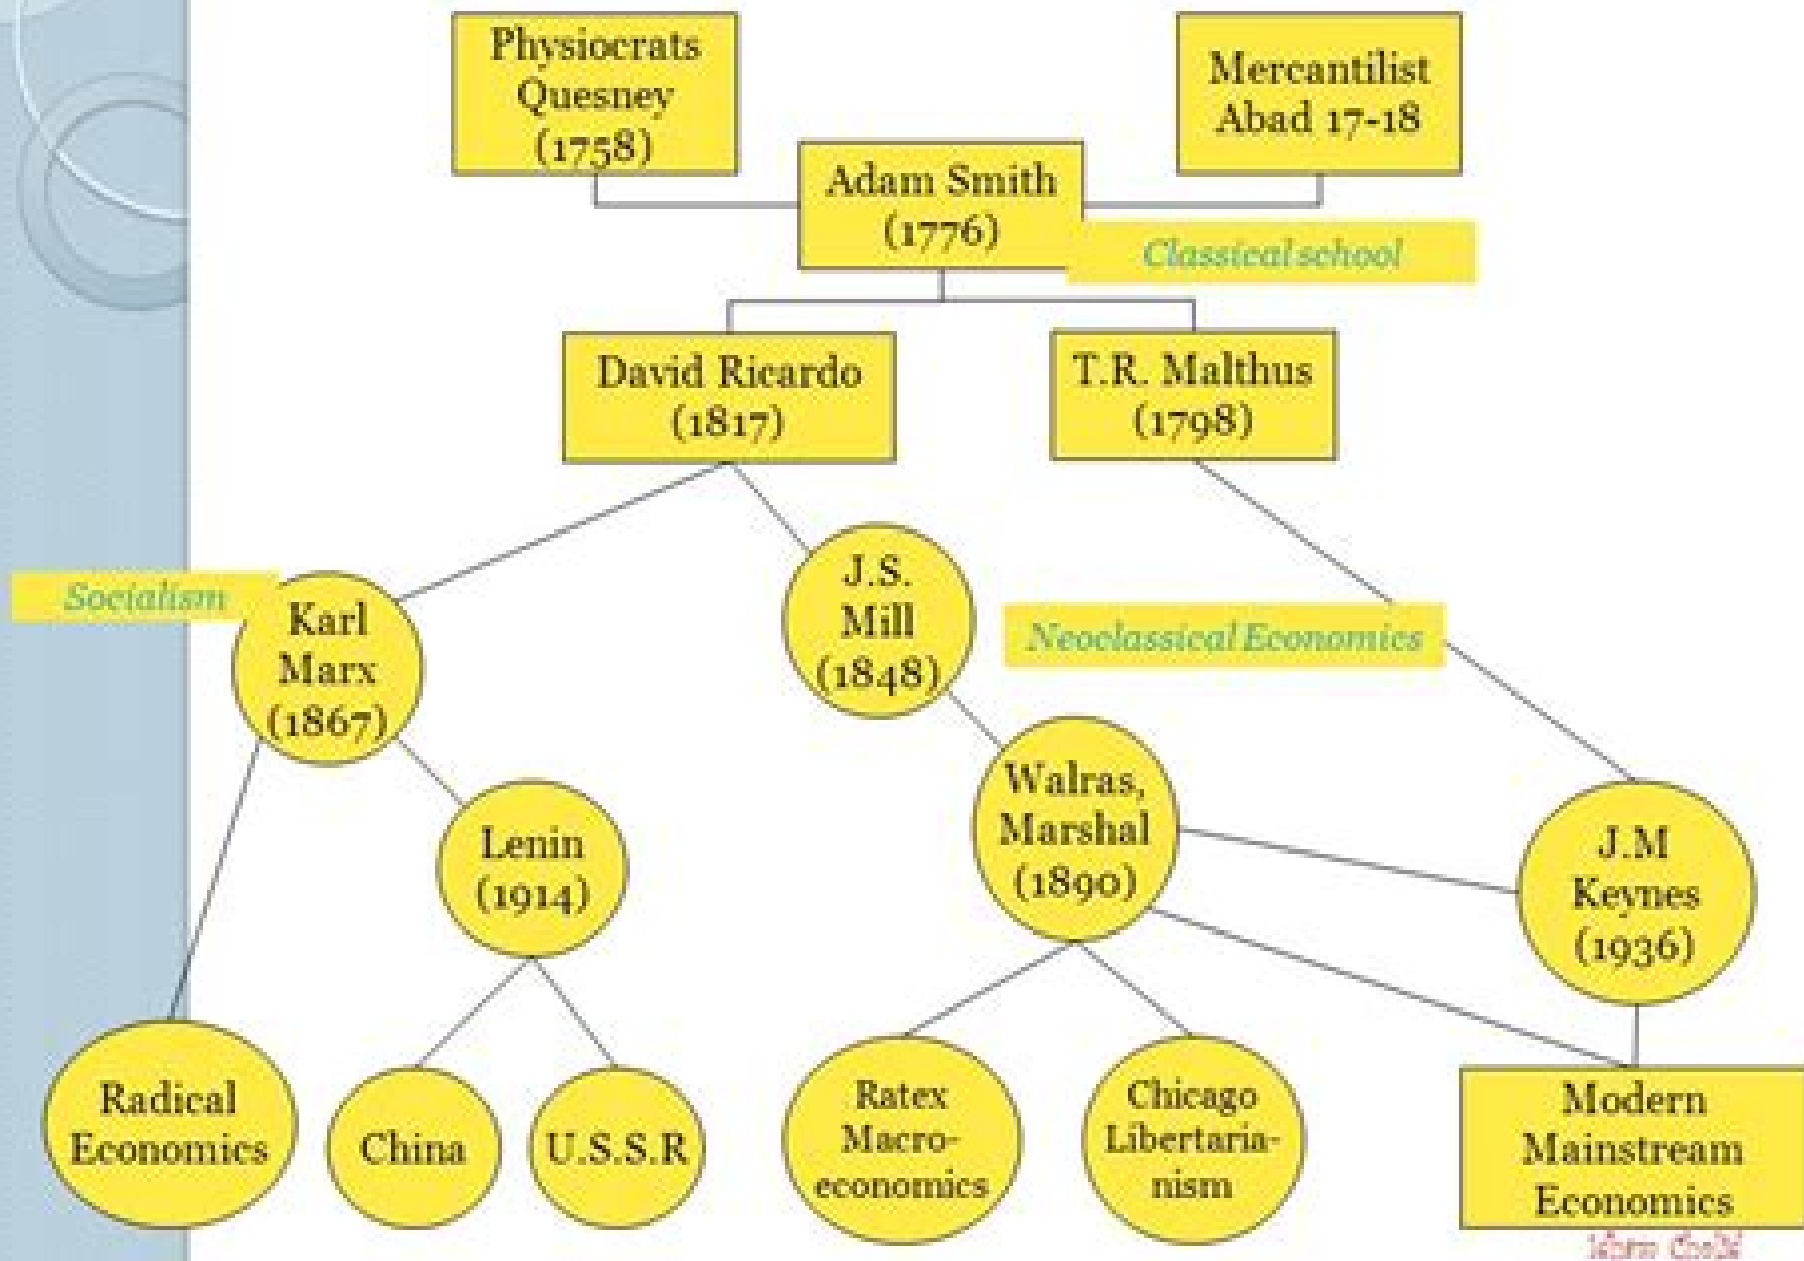 Physiocrats
Quesney
(1758)
Mercantilist
Abad 17-18
Adam Smith
(1776)
Classical school
David Ricardo
(1817)
T.R. Malthus
(1798)
Socialism
Karl
Marx
(1867)
J.S.
Mill
(1848)
Neoclassical Economics
Lenin
(1914)
Walras,
Marshal
(1890)
J.M
Keynes
(1936)
Radical
Economics
China
U.S.S.R
Ratex
Macro-
economics
Chicago
Libertaria-
nism
Modern
Mainstream
Economics